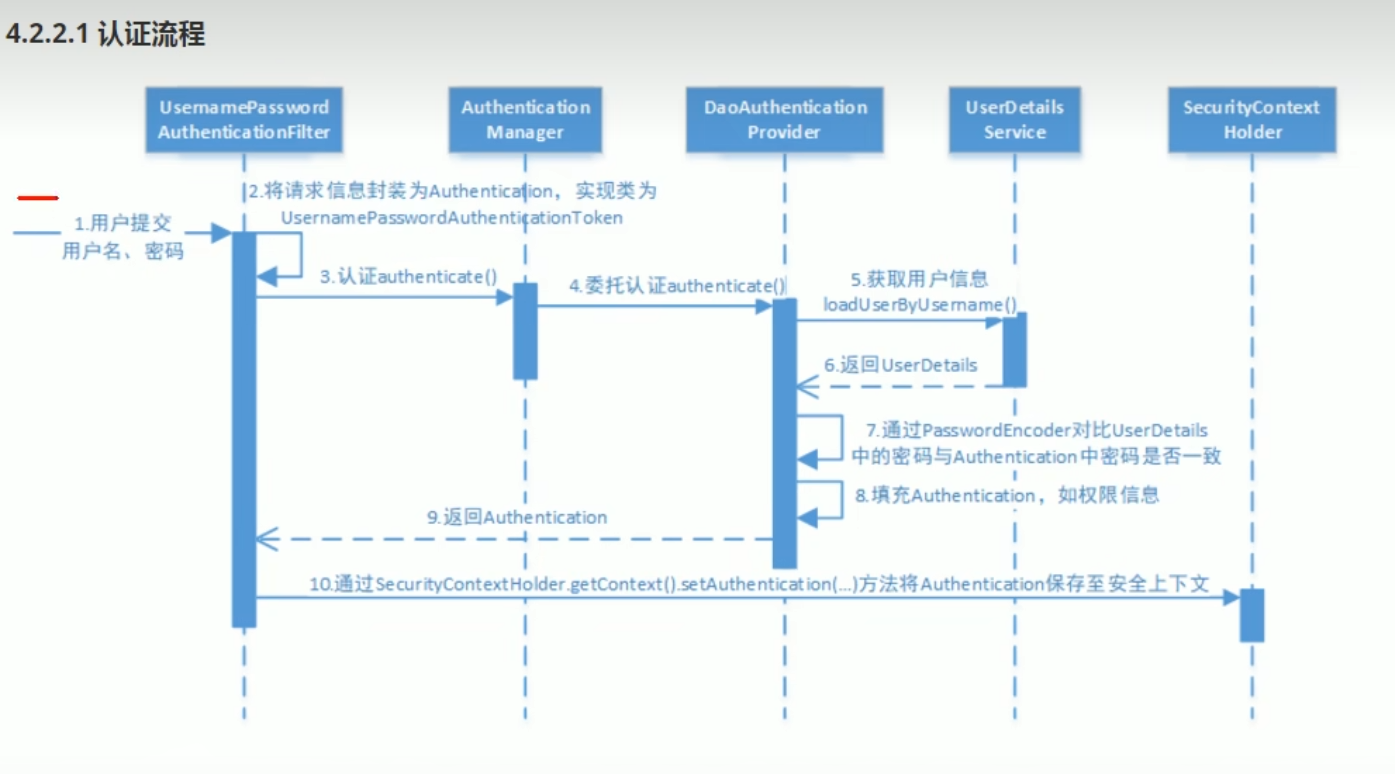 4.2.2.1 认证流程
UsernamePassword
AuthenticationFilter
Authentication
Manager
DaoAuthentication
Provider
UserDetails
Service
SecurityContext
Holder
2.将请求信息封装为Authentication，实现类为
UsernamePasswordAuthenticationToken
1.用户提交
用户名、密码
3.认证authenticate()
4.委托认证authenticate()
5.获取用户信息
loadUserByUsername()
6.返回UserDetails
7.通过PasswordEncoder对比UserDetails
中的密码与Authentication中密码是否一致
8.填充Authentication，如权限信息
9.返回Authentication
10.通过SecurityContextHolder.getContext().setAuthentication(...)方法将Authentication保存至安全上下文